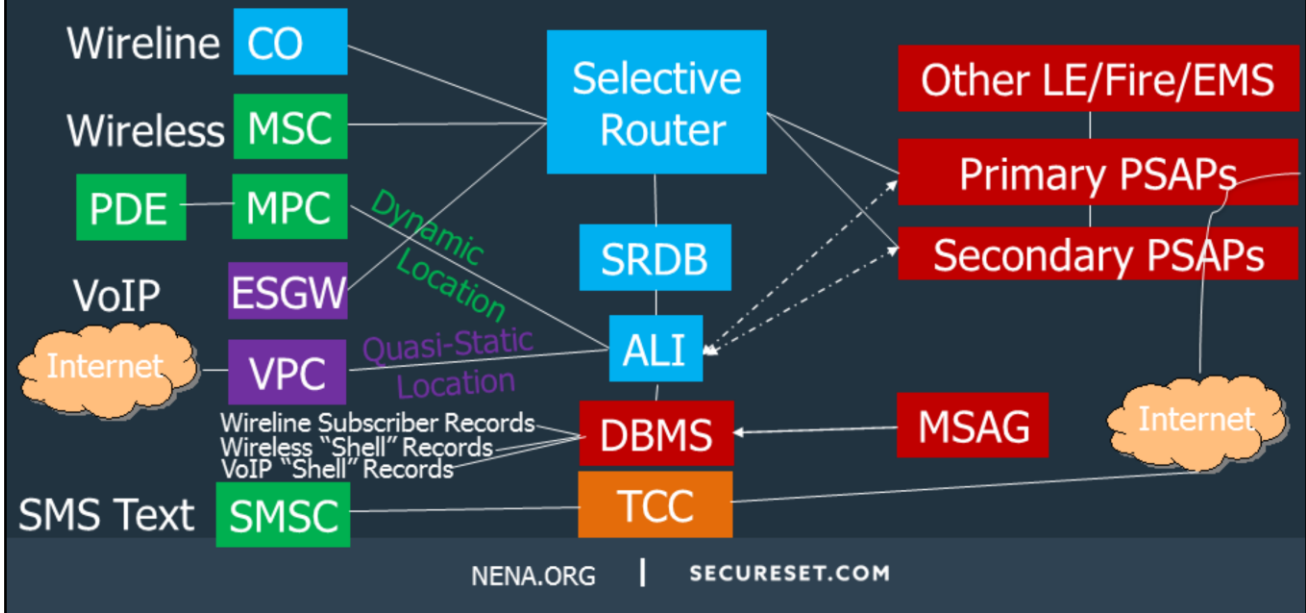 Wireline CO
Selective
Router
Other LE/Fire/EMS
Wireless MSC
Primary PSAPs
PDE MPC
Dynamic
Location
SRDB
Secondary PSAPs
VoIP
ESGW
Internet
VPC
Quasi-Static
Location
ALI
Wireline Subscriber Records
Wireless “Shell” Records
VoIP “Shell” Records
DBMS
MSAG
Internet
SMS Text SMSC
TCC
NENA.ORG | SECURESET.COM